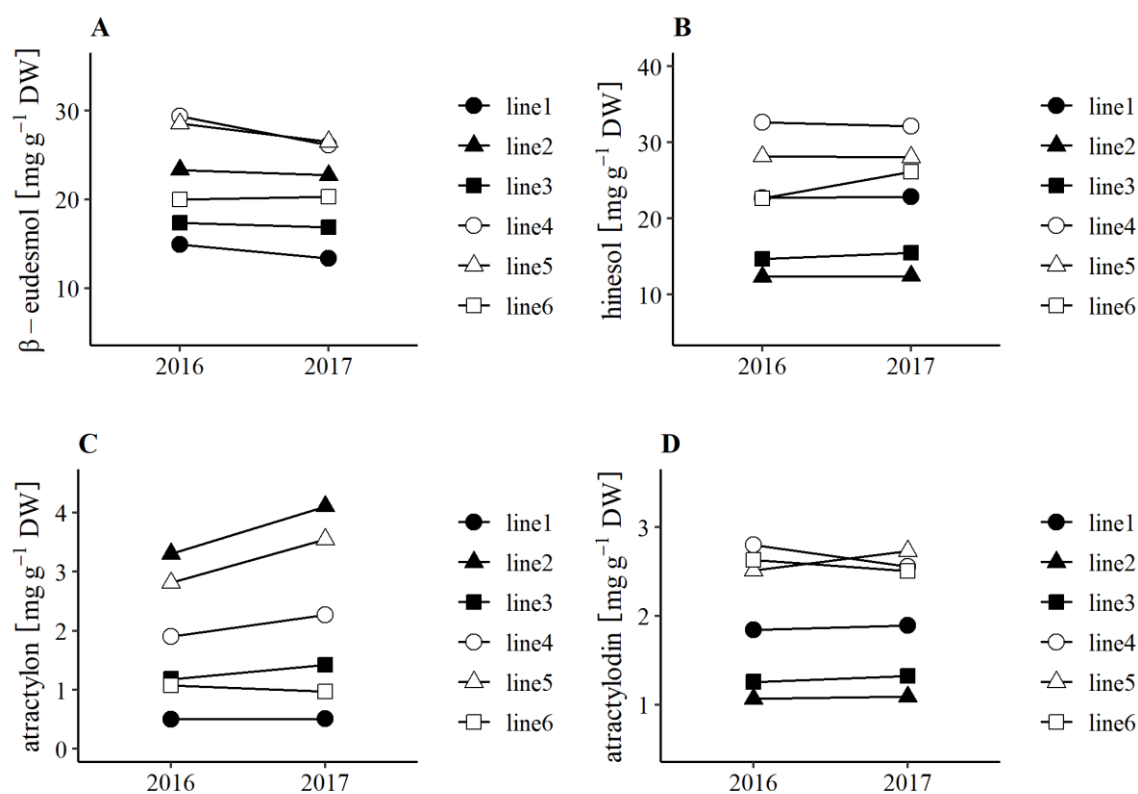 A
β−eudesmol [mg g⁻¹ DW]
30
20
10
2016 2017
line1
line2
line3
line4
line5
line6
B
hinesol [mg g⁻¹ DW]
40
30
20
10
2016 2017
line1
line2
line3
line4
line5
line6
C
atractylon [mg g⁻¹ DW]
4
3
2
1
0
2016 2017
line1
line2
line3
line4
line5
line6
D
atractylodin [mg g⁻¹ DW]
3
2
1
2016 2017
line1
line2
line3
line4
line5
line6